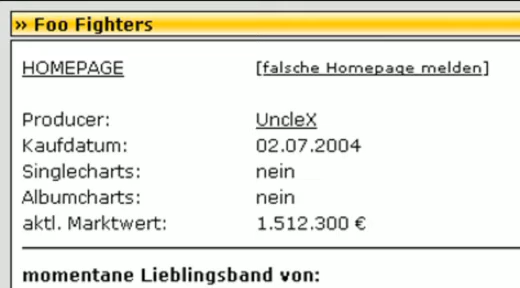 » Foo Fighters
HOMEPAGE [falsche Homepage melden]
Producer: UncleX
Kaufdatum: 02.07.2004
Singlecharts: nein
Albumcharts: nein
aktl. Marktwert: 1.512.300 €
momentane Lieblingsband von: